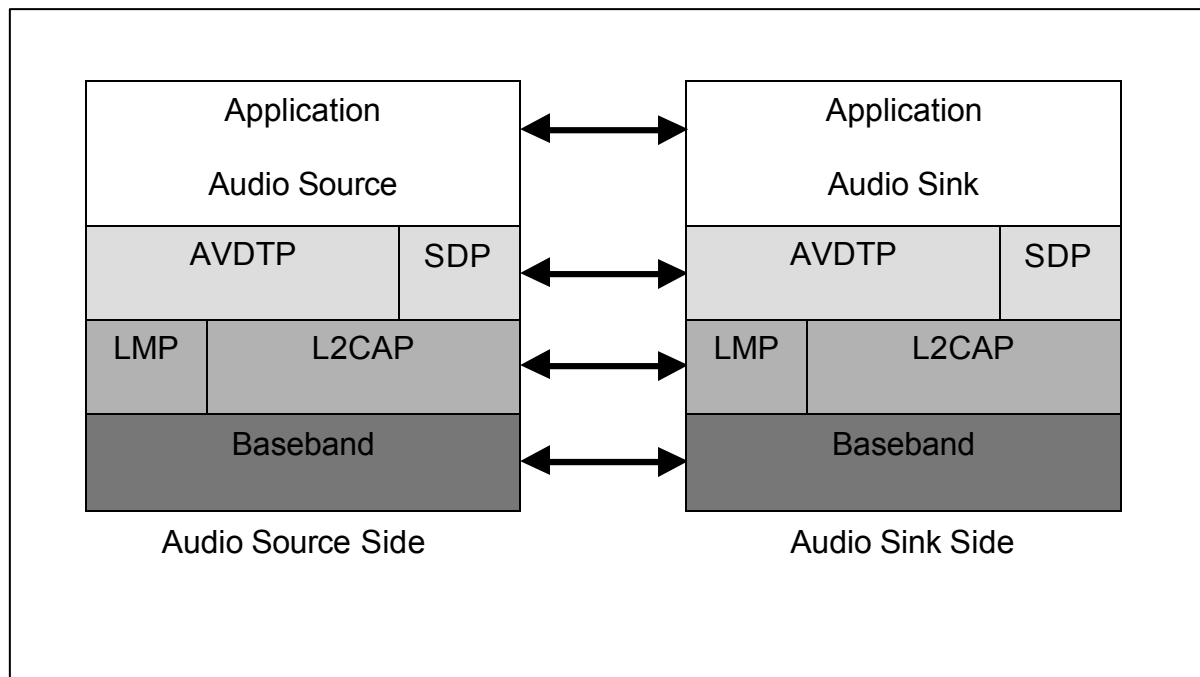 Application
Audio Source
AVDTP
SDP
LMP
L2CAP
Baseband
Audio Source Side
Application
Audio Sink
AVDTP
SDP
LMP
L2CAP
Baseband
Audio Sink Side